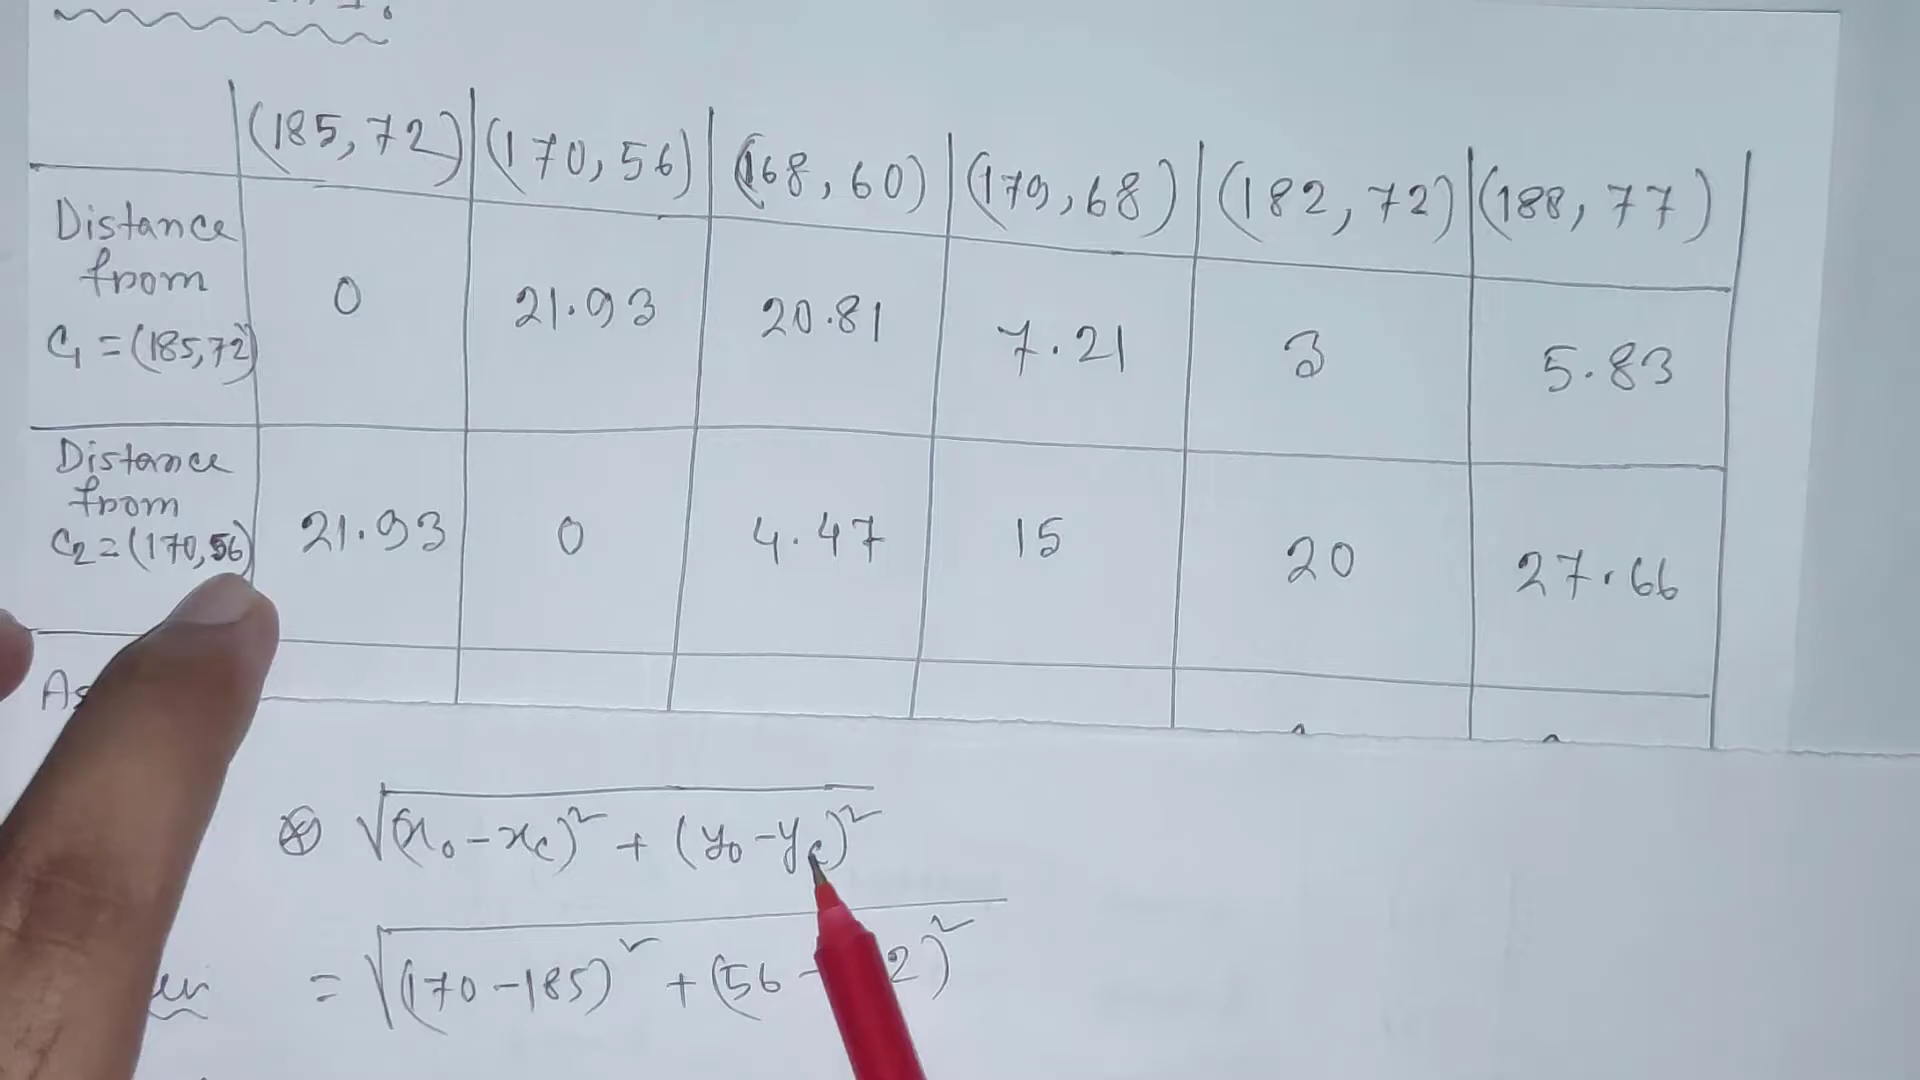 (185,72) (170,56) (168,60) (179,68) (182,72) (188,77)
Distance
from
C1 = (185,72)
0 21.93 20.81 7.21 3 5.83
Distance
from
C2 = (170,56)
21.93 0 4.47 15 20 27.66
⊛ √(x₀ - x_c)² + (y₀ - y_c)²
= √(170-185)² + (56 - 2)²